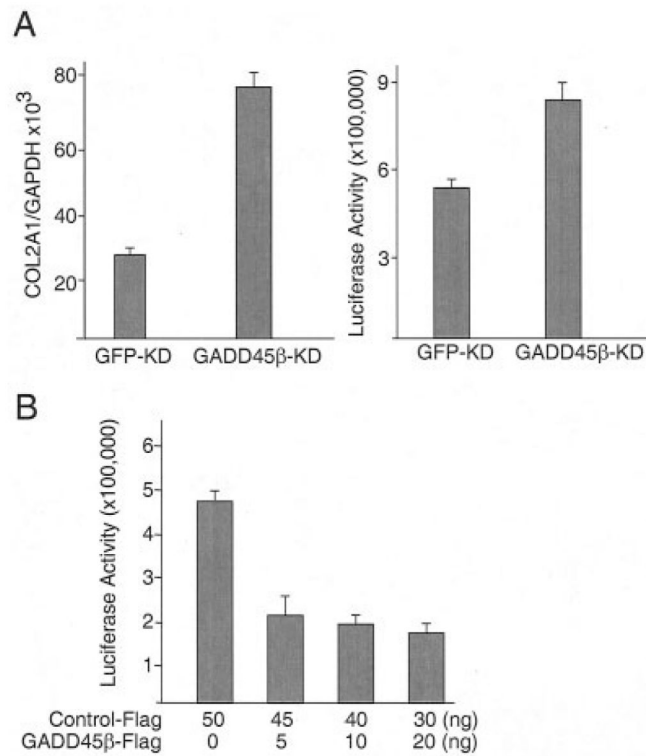 A
COL2A1/GAPDH x10³
80
60
40
20
GFP-KD GADD45β-KD
Luciferase Activity (x100,000)
9
6
3
GFP-KD GADD45β-KD
B
Luciferase Activity (x100,000)
6
5
4
3
2
1
Control-Flag 50 45 40 30 (ng)
GADD45β-Flag 0 5 10 20 (ng)